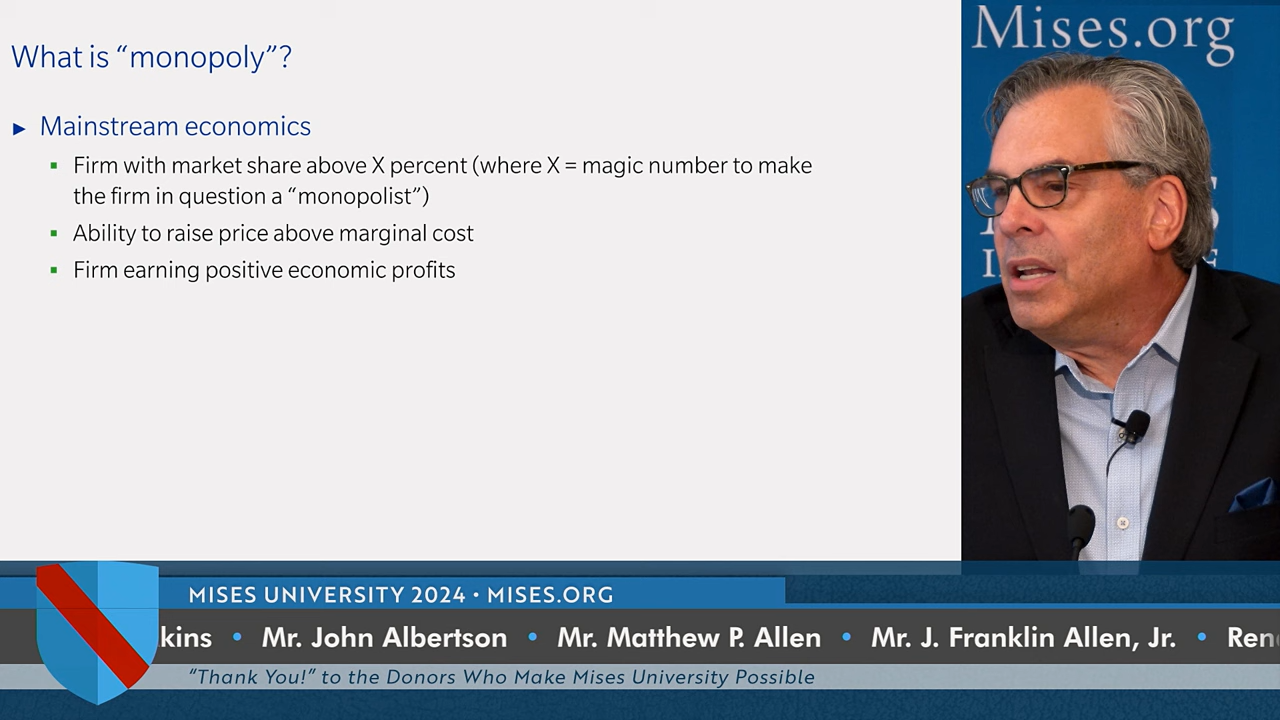 What is “monopoly”?
► Mainstream economics
▪ Firm with market share above X percent (where X = magic number to make
the firm in question a “monopolist”)
▪ Ability to raise price above marginal cost
▪ Firm earning positive economic profits
Mises.org
MISES UNIVERSITY 2024 • MISES.ORG
kins • Mr. John Albertson • Mr. Matthew P. Allen • Mr. J. Franklin Allen, Jr. • Ren
“Thank You!” to the Donors Who Make Mises University Possible